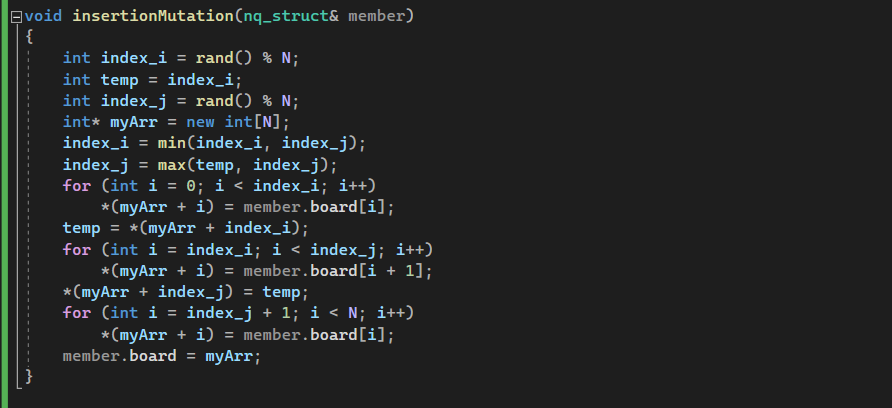 void insertionMutation(nq_struct& member)
{
    int index_i = rand() % N;
    int temp = index_i;
    int index_j = rand() % N;
    int* myArr = new int[N];
    index_i = min(index_i, index_j);
    index_j = max(temp, index_j);
    for (int i = 0; i < index_i; i++)
        *(myArr + i) = member.board[i];
    temp = *(myArr + index_i);
    for (int i = index_i; i < index_j; i++)
        *(myArr + i) = member.board[i + 1];
    *(myArr + index_j) = temp;
    for (int i = index_j + 1; i < N; i++)
        *(myArr + i) = member.board[i];
    member.board = myArr;
}